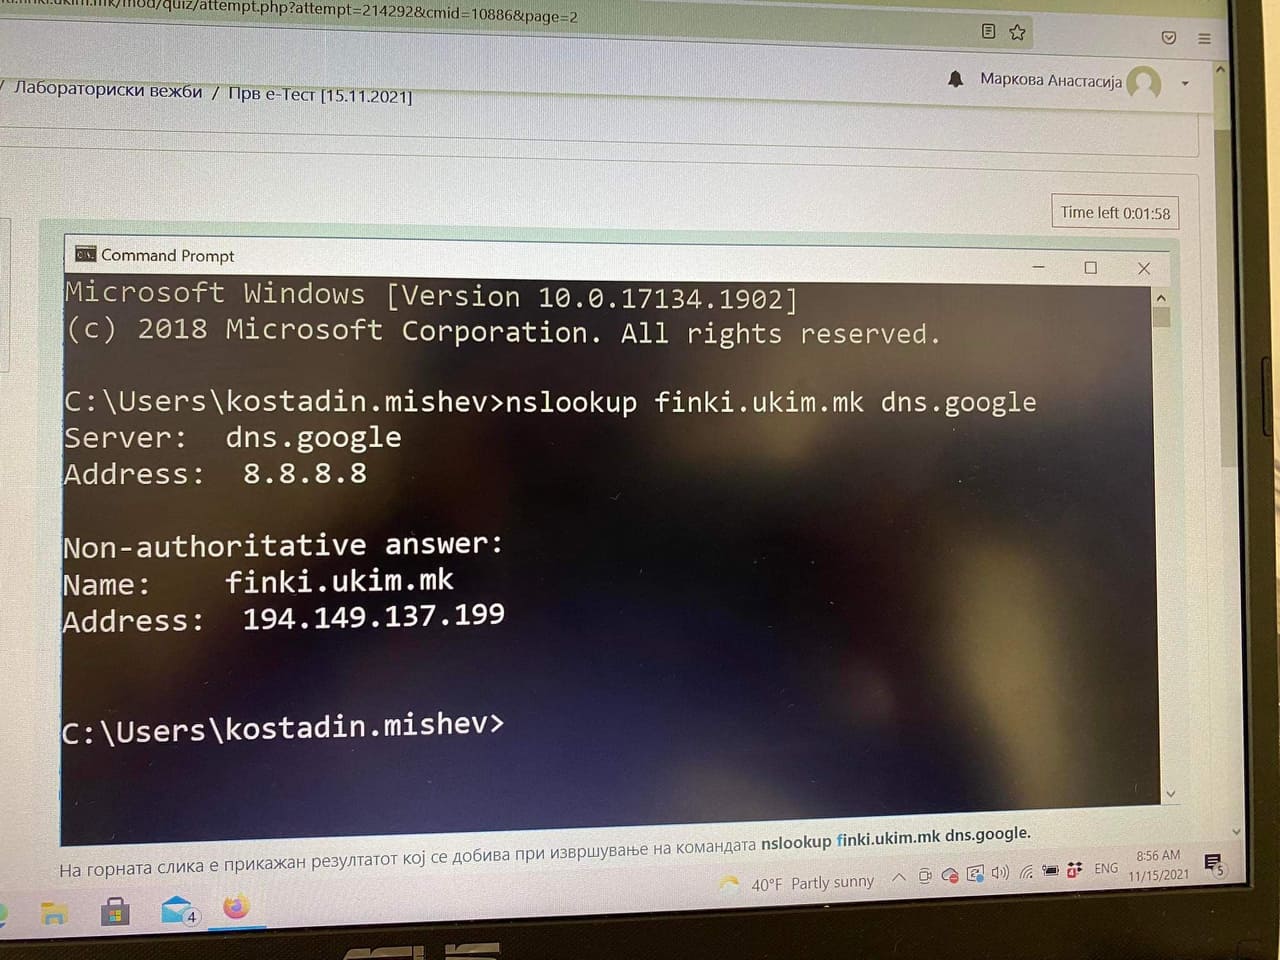 finki.ukim.mk/mod/quiz/attempt.php?attempt=214292&cmid=10886&page=2
Маркова Анастасија
/ Лабораториски вежби / Прв е-Тест [15.11.2021]
Time left 0:01:58
Command Prompt
Microsoft Windows [Version 10.0.17134.1902]
(c) 2018 Microsoft Corporation. All rights reserved.
C:\Users\kostadin.mishev>nslookup finki.ukim.mk dns.google
Server: dns.google
Address: 8.8.8.8
Non-authoritative answer:
Name: finki.ukim.mk
Address: 194.149.137.199
C:\Users\kostadin.mishev>
На горната слика е прикажан резултатот кој се добива при извршување на командата nslookup finki.ukim.mk dns.google.
40°F Partly sunny
ENG
8:56 AM
11/15/2021
5
4